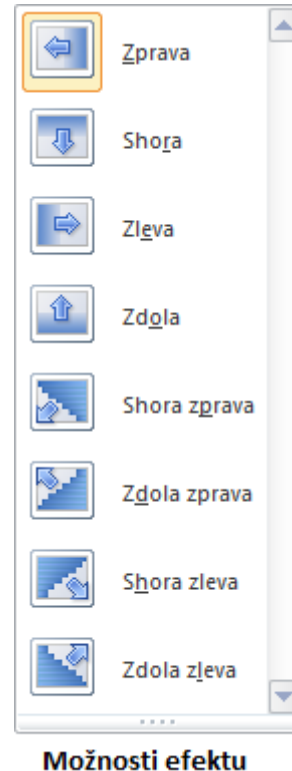 Zprava
Shora
Zleva
Zdola
Shora zprava
Zdola zprava
Shora zleva
Zdola zleva
Možnosti efektu